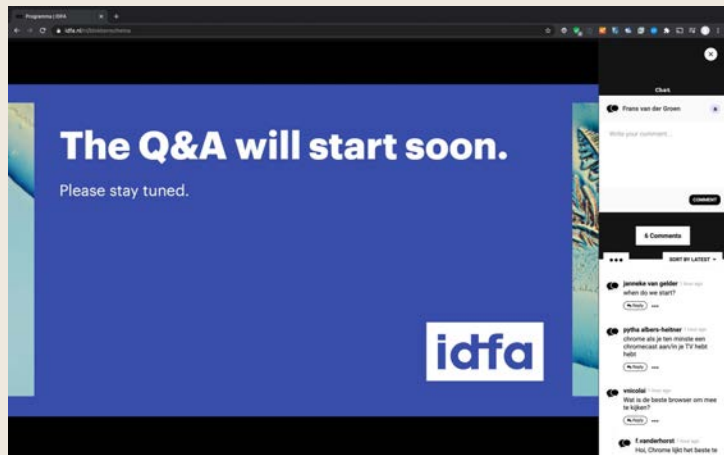 Programma | IDFA
The Q&A will start soon.
Please stay tuned.
idfa
Chat
Frans van der Groen
Write your comment...
COMMENT
6 Comments
SORT BY LATEST
janneke van gelder
when do we start?
Reply
pytha albers-heitner
chrome als je ten minste een
chromecast aan/in je TV hebt
hebt
Reply
vnicolai
Wat is de beste browser om mee
te kijken?
Reply
f.vanderhorst
Hoi, Chrome lijkt het beste te